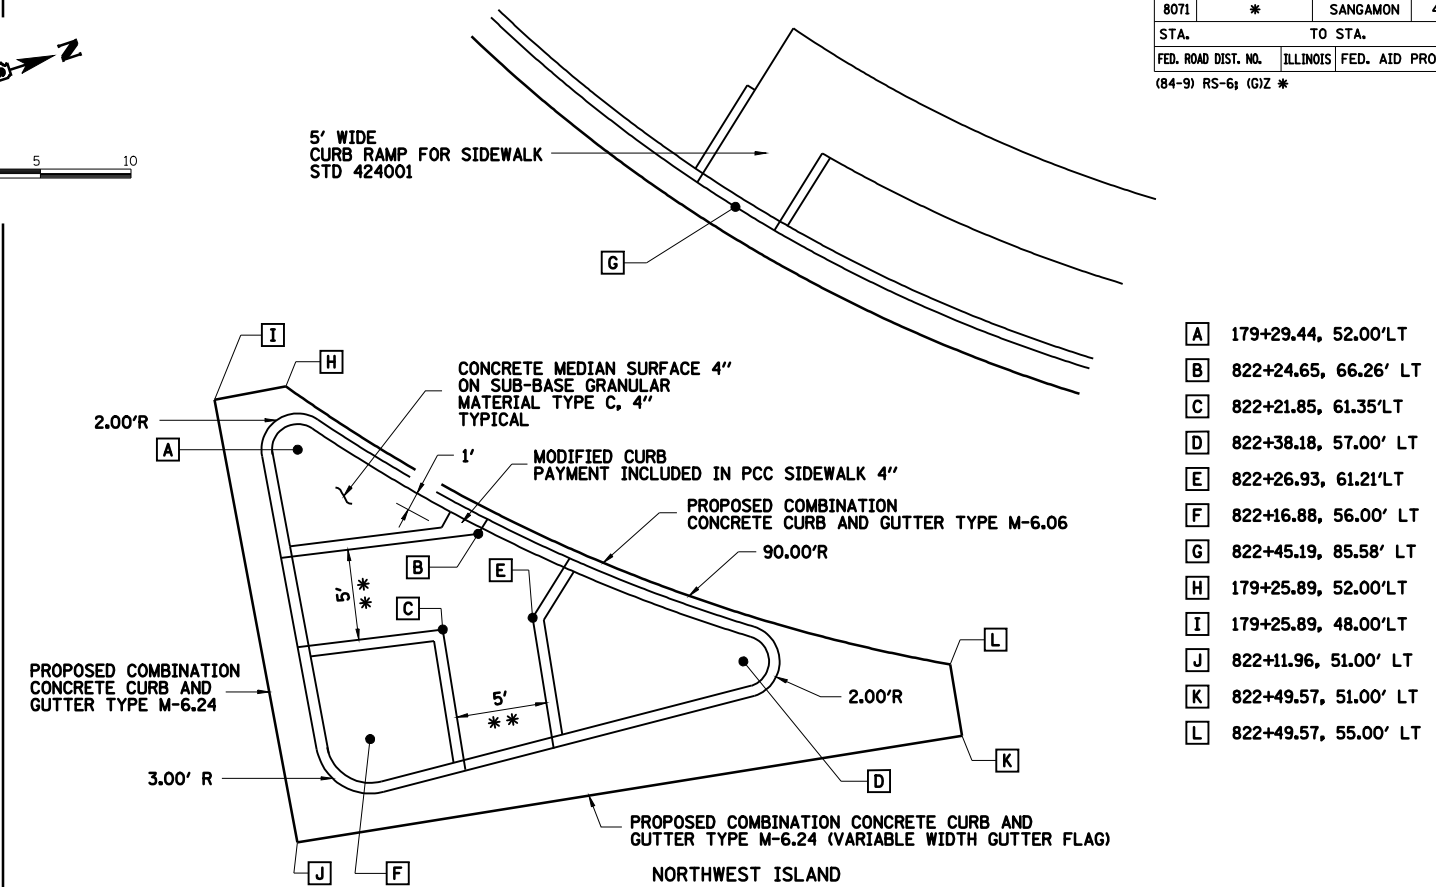 8071 * SANGAMON 4
STA. TO STA.
FED. ROAD DIST. NO. ILLINOIS FED. AID PRO
(84-9) RS-6; (G)Z *
N
5 10
5' WIDE
CURB RAMP FOR SIDEWALK
STD 424001
G
I
H
CONCRETE MEDIAN SURFACE 4"
ON SUB-BASE GRANULAR
MATERIAL TYPE C, 4"
TYPICAL
2.00'R
A
1'
MODIFIED CURB
PAYMENT INCLUDED IN PCC SIDEWALK 4"
PROPOSED COMBINATION
CONCRETE CURB AND GUTTER TYPE M-6.06
90.00'R
B
E
5'
**
C
L
PROPOSED COMBINATION
CONCRETE CURB AND
GUTTER TYPE M-6.24
5'
**
2.00'R
3.00' R
K
D
PROPOSED COMBINATION CONCRETE CURB AND
GUTTER TYPE M-6.24 (VARIABLE WIDTH GUTTER FLAG)
J
F
NORTHWEST ISLAND
A 179+29.44, 52.00'LT
B 822+24.65, 66.26' LT
C 822+21.85, 61.35'LT
D 822+38.18, 57.00' LT
E 822+26.93, 61.21'LT
F 822+16.88, 56.00' LT
G 822+45.19, 85.58' LT
H 179+25.89, 52.00'LT
I 179+25.89, 48.00'LT
J 822+11.96, 51.00' LT
K 822+49.57, 51.00' LT
L 822+49.57, 55.00' LT